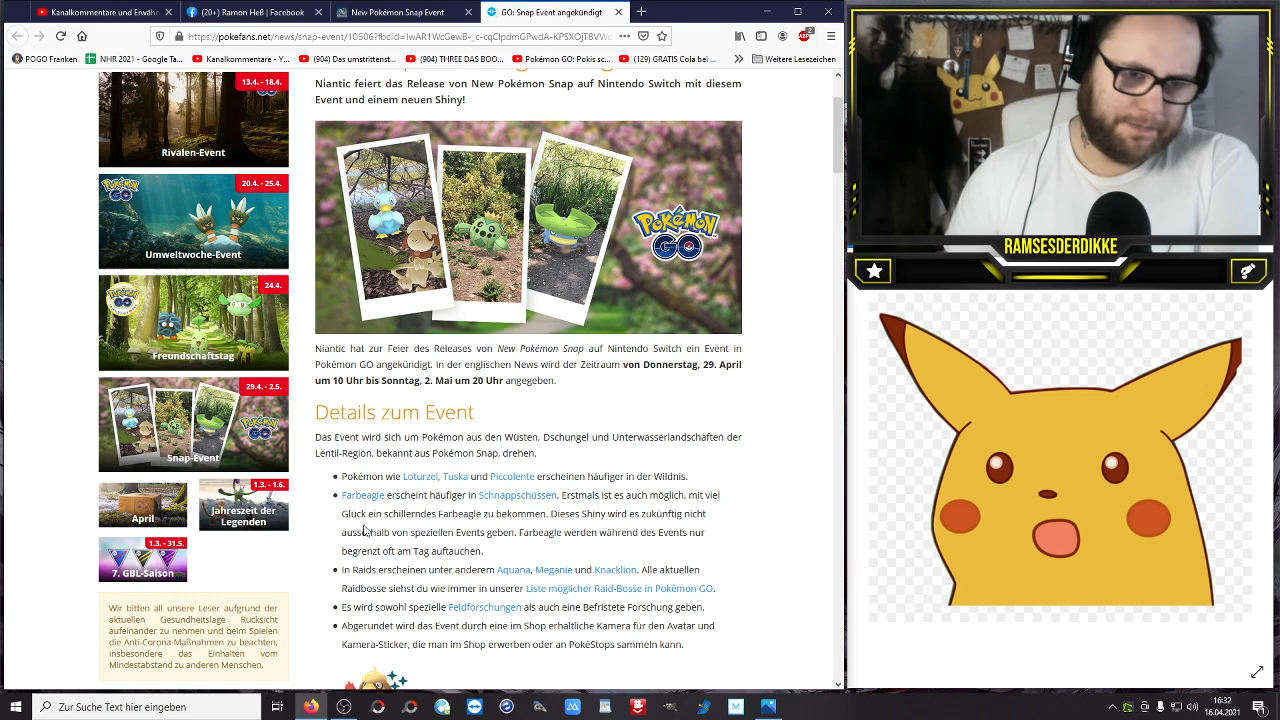 Kanalkommentare und Erwähn
(20+) Ramon Heß | Facebook
New Pokémon Snap Event
GO: Snap Event angekündigt
https://pokefans.net/news/snap-event/10506?fbclid=IwAR1WcGewB-_c-cqClpdmGPwdA-KPSXOjTBVWd
POGO Franken
NHR 2021 - Google Ta...
Kanalkommentare - Y...
(904) Das umstrittenst...
(904) THREE DAS BOO...
Pokémon GO: Pokis sc...
(129) GRATIS Cola bei ...
Weitere Lesezeichen
13.4. - 18.4.
Rivalen-Event
20.4. - 25.4.
Umweltwoche-Event
24.4.
Freundschaftstag
29.4. - 2.5.
Snap-Event
April
1.3. - 1.6.
Jahreszeit der
Legenden
1.3. - 31.5.
7. GBL-Saison
Wir bitten all unsere Leser aufgrund der
aktuellen Gesundheitslage Rücksicht
aufeinander zu nehmen und beim Spielen
die Anti-Corona-Maßnahmen zu beachten,
insbesondere das Einhalten vom
Mindestabstand zu anderen Menschen.
Niantic feiert das Release von New Pokémon Snap auf Nintendo Switch mit diesem
Event und einem neuen Shiny!
POKÉMON GO
Niantic hat zur Feier des Releases von New Pokémon Snap auf Nintendo Switch ein Event in
Pokémon GO angekündigt. In der englischen News wird der Zeitraum von Donnerstag, 29. April
um 10 Uhr bis Sonntag, 2. Mai um 20 Uhr angegeben.
Details zum Event
Das Event wird sich um Pokémon aus den Wüsten, Dschungel und Unterwasserlandschaften der
Lentil-Region, bekannt aus Pokémon Snap, drehen.
Pokémon wie Loturzel, Tuska und Piccolente erscheinen häufiger in der Wildnis.
Farbeagle erscheint häufiger in Schnappschüssen. Erstmals ist es auch möglich, mit viel
Glück ein schillerndes Farbeagle zu bekommen. Dieses Shiny wird es zukünftig nicht
ausserhalb von speziellen Events geben. Farbeagle werden während des Events nur
begrenzt oft am Tag auftauchen.
In Raids erscheinen unter anderem Aquana, Meganie und Knacklion. Alle aktuellen
Raidbosse siehst du wie immer in unserer Liste möglicher Raid-Bosse in Pokémon GO.
Es wird sowohl spezielle Feldforschungen als auch eine Befristete Forschung geben.
Abgerundet wird das Event durch eine im Shop erhaltliche Kamera für den Avatar und
Kamera-Sticker, die man im Shop erwerben oder an PokéStops sammeln kann.
RAMSESDERDIKKE
Zur Suche Text hier eingeben
16:32
16.04.2021